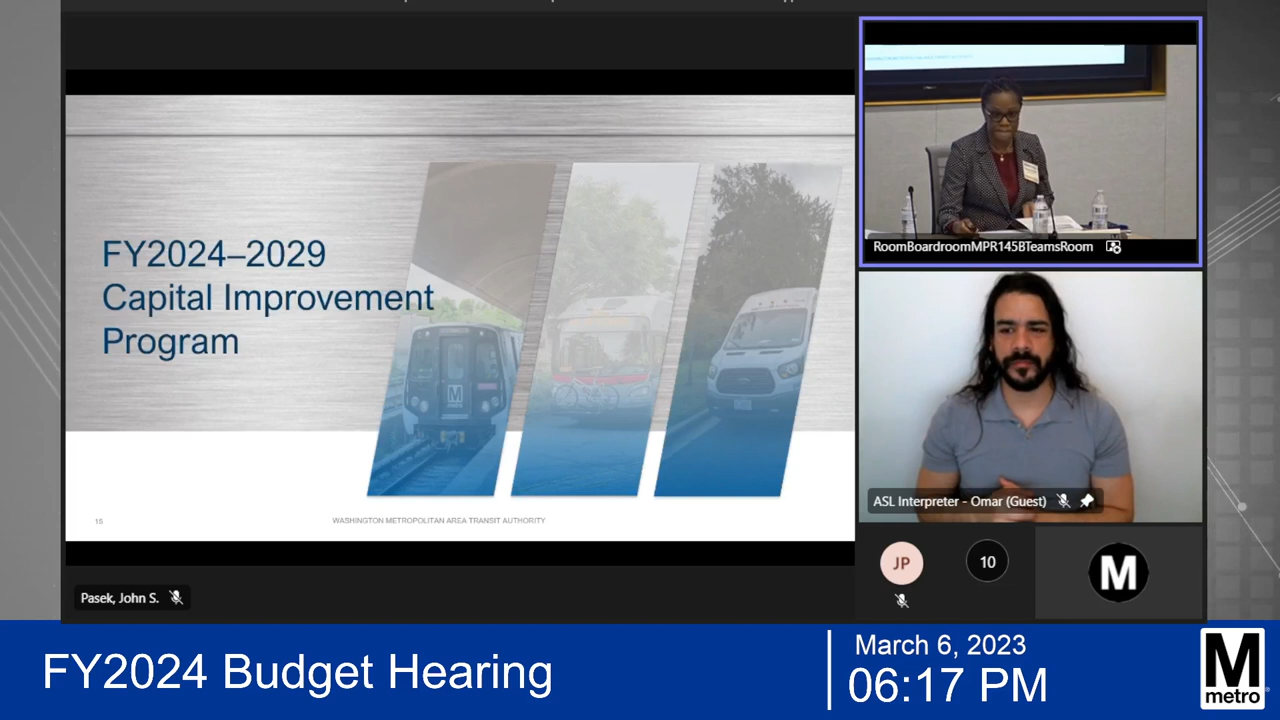 FY2024–2029
Capital Improvement
Program
15
WASHINGTON METROPOLITAN AREA TRANSIT AUTHORITY
M
Pasek, John S.
RoomBoardroomMPR145BTeamsRoom
ASL Interpreter - Omar (Guest)
JP
10
M
FY2024 Budget Hearing
March 6, 2023
06:17 PM
M
metro